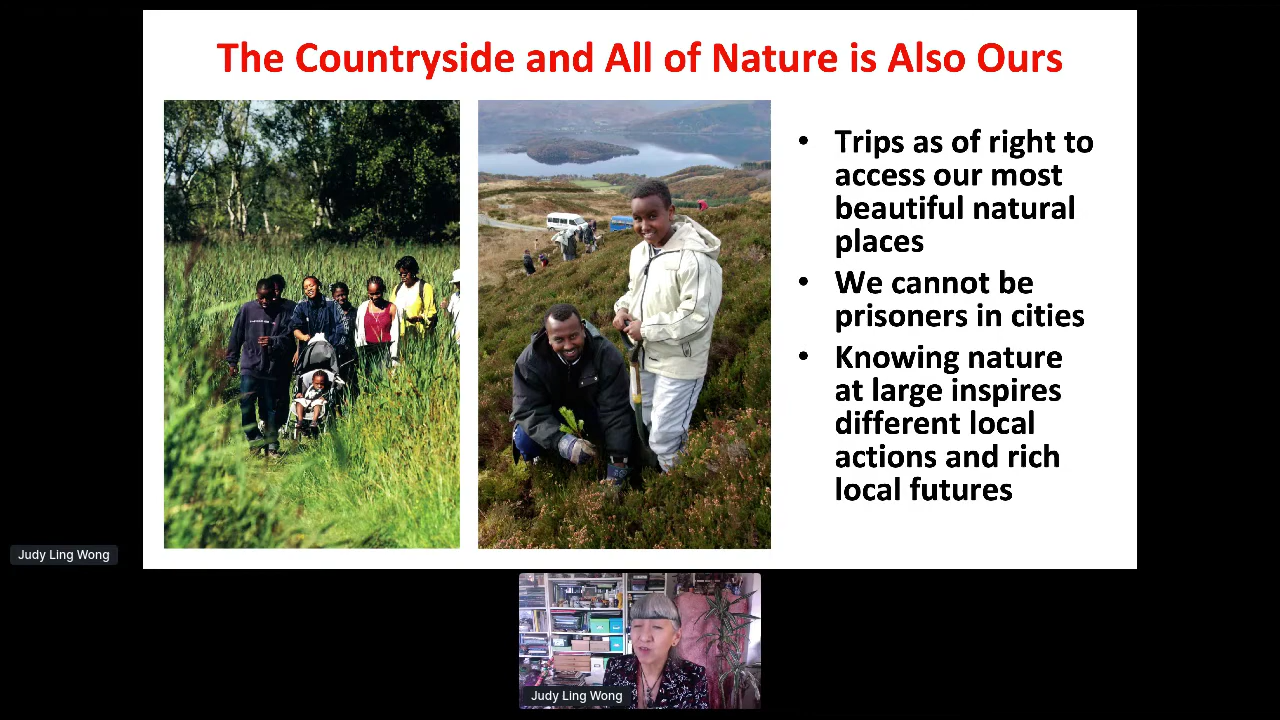 The Countryside and All of Nature is Also Ours
• Trips as of right to
access our most
beautiful natural
places
• We cannot be
prisoners in cities
• Knowing nature
at large inspires
different local
actions and rich
local futures
Judy Ling Wong
Judy Ling Wong